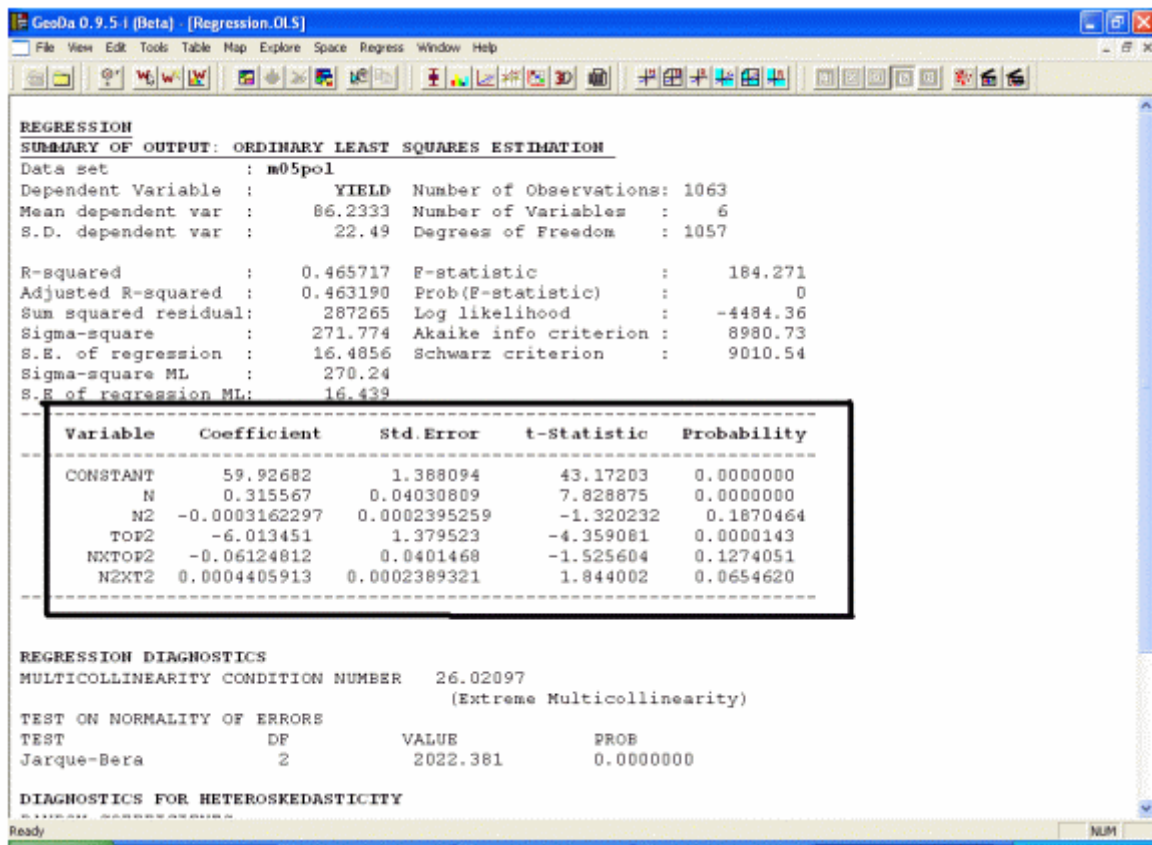 GeoDa 0.9.5-i (Beta) - [Regression.OLS]
File View Edit Tools Table Map Explore Space Regress Window Help
REGRESSION
SUMMARY OF OUTPUT: ORDINARY LEAST SQUARES ESTIMATION
Data set : m05pol
Dependent Variable : YIELD Number of Observations: 1063
Mean dependent var : 86.2333 Number of Variables : 6
S.D. dependent var : 22.49 Degrees of Freedom : 1057
R-squared : 0.465717 F-statistic : 184.271
Adjusted R-squared : 0.463190 Prob(F-statistic) : 0
Sum squared residual: 287265 Log likelihood : -4484.36
Sigma-square : 271.774 Akaike info criterion : 8980.73
S.E. of regression : 16.4856 Schwarz criterion : 9010.54
Sigma-square ML : 270.24
S.E of regression ML: 16.439
Variable Coefficient Std.Error t-Statistic Probability
CONSTANT 59.92682 1.388094 43.17203 0.0000000
N 0.315567 0.04030809 7.828875 0.0000000
N2 -0.0003162297 0.0002395259 -1.320232 0.1870464
TOP2 -6.013451 1.379523 -4.359081 0.0000143
NXTOP2 -0.06124812 0.0401468 -1.525604 0.1274051
N2XT2 0.0004405913 0.0002389321 1.844002 0.0654620
REGRESSION DIAGNOSTICS
MULTICOLLINEARITY CONDITION NUMBER 26.02097
(Extreme Multicollinearity)
TEST ON NORMALITY OF ERRORS
TEST DF VALUE PROB
Jarque-Bera 2 2022.381 0.0000000
DIAGNOSTICS FOR HETEROSKEDASTICITY
Ready NUM